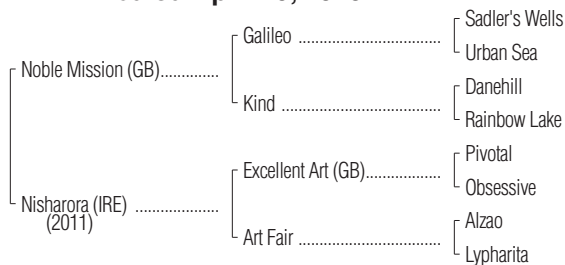 Galileo
Sadler's Wells
Urban Sea
Noble Mission (GB)
Kind
Danehill
Rainbow Lake
Nisharora (IRE)
(2011)
Excellent Art (GB)
Pivotal
Obsessive
Art Fair
Alzao
Lypharita